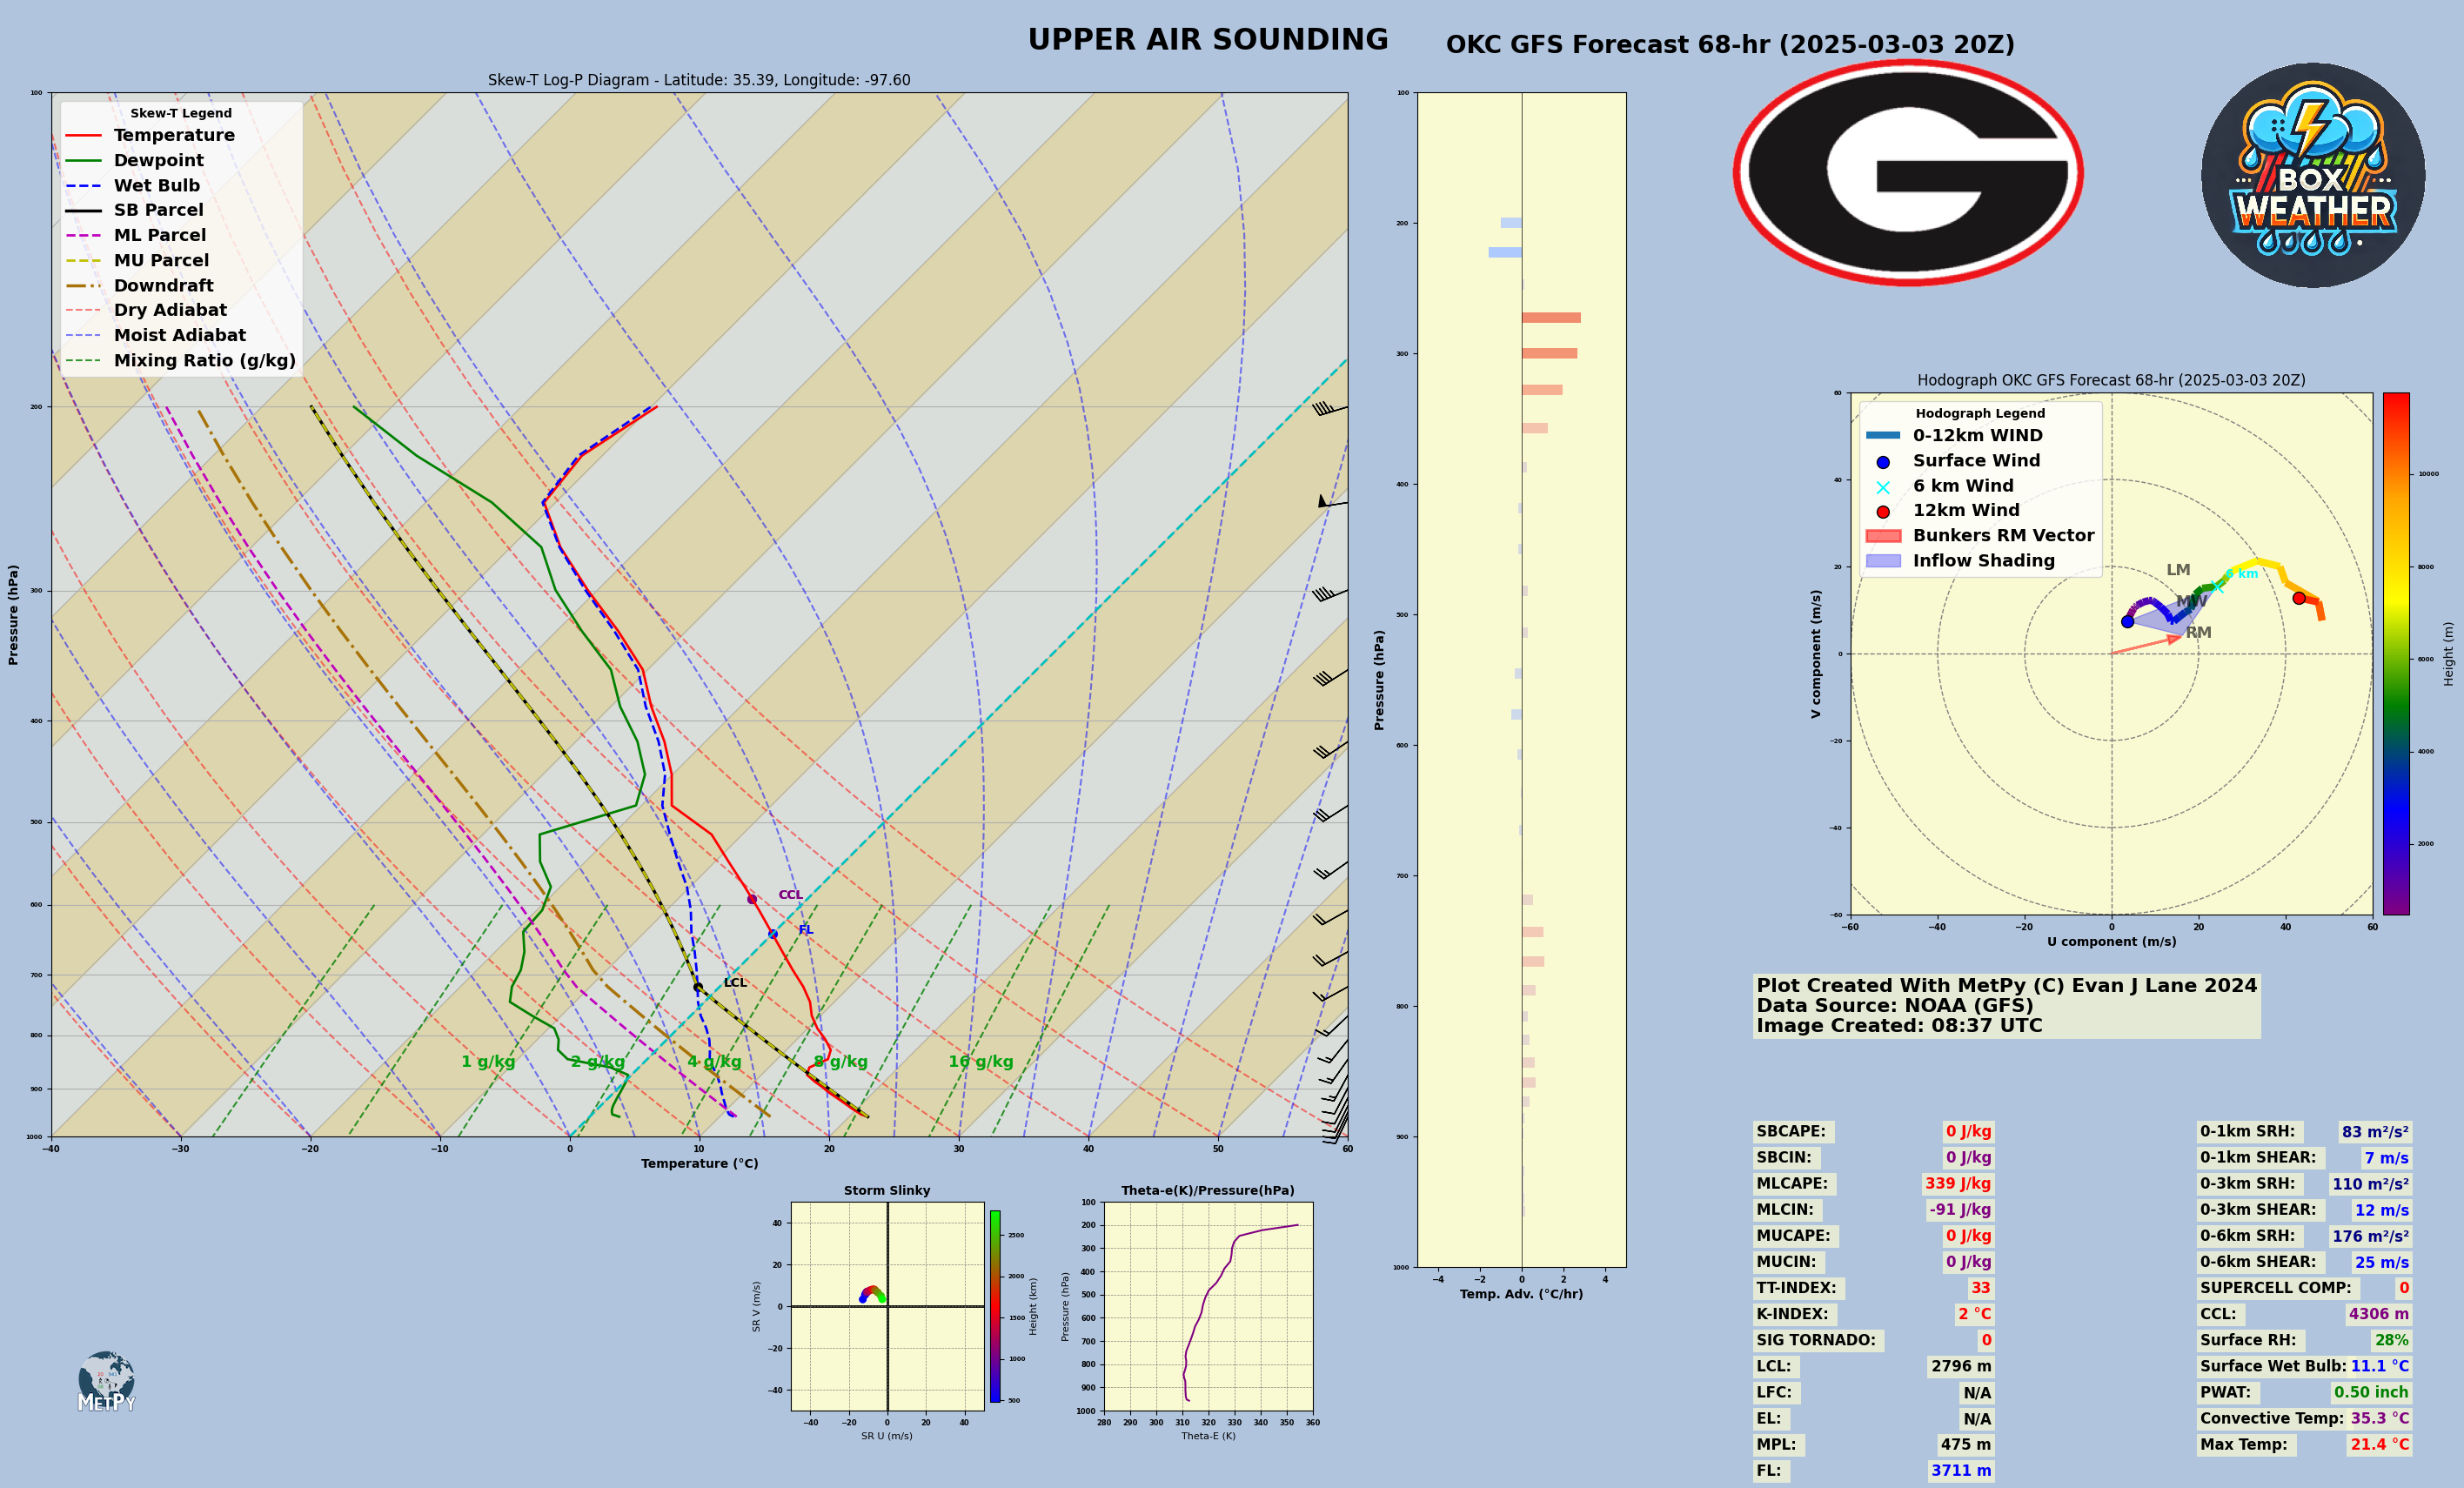 UPPER AIR SOUNDING
OKC GFS Forecast 68-hr (2025-03-03 20Z)
Skew-T Log-P Diagram - Latitude: 35.39, Longitude: -97.60
Skew-T Legend
Temperature
Dewpoint
Wet Bulb
SB Parcel
ML Parcel
MU Parcel
Downdraft
Dry Adiabat
Moist Adiabat
Mixing Ratio (g/kg)
100
200
300
400
500
600
700
800
900
1000
Pressure (hPa)
CCL
FL
LCL
1 g/kg 2 g/kg 4 g/kg 8 g/kg 16 g/kg
−40 −30 −20 −10 0 10 20 30 40 50 60
Temperature (°C)
100
200
300
400
500
600
700
800
900
1000
Pressure (hPa)
−4 −2 0 2 4
Temp. Adv. (°C/hr)
G
BOX
WEATHER
Hodograph OKC GFS Forecast 68-hr (2025-03-03 20Z)
Hodograph Legend
0-12km WIND
Surface Wind
6 km Wind
12km Wind
Bunkers RM Vector
Inflow Shading
60
40
20
0
−20
−40
−60
V component (m/s)
LM
6 km
MW
RM
−60 −40 −20 0 20 40 60
U component (m/s)
10000
8000
6000
4000
2000
Height (m)
Plot Created With MetPy (C) Evan J Lane 2024
Data Source: NOAA (GFS)
Image Created: 08:37 UTC
SBCAPE: 0 J/kg
SBCIN: 0 J/kg
MLCAPE: 339 J/kg
MLCIN: -91 J/kg
MUCAPE: 0 J/kg
MUCIN: 0 J/kg
TT-INDEX: 33
K-INDEX: 2 °C
SIG TORNADO: 0
LCL: 2796 m
LFC: N/A
EL: N/A
MPL: 475 m
FL: 3711 m
0-1km SRH: 83 m²/s²
0-1km SHEAR: 7 m/s
0-3km SRH: 110 m²/s²
0-3km SHEAR: 12 m/s
0-6km SRH: 176 m²/s²
0-6km SHEAR: 25 m/s
SUPERCELL COMP: 0
CCL: 4306 m
Surface RH: 28%
Surface Wet Bulb: 11.1 °C
PWAT: 0.50 inch
Convective Temp: 35.3 °C
Max Temp: 21.4 °C
Storm Slinky
40
20
0
−20
−40
SR V (m/s)
−40 −20 0 20 40
SR U (m/s)
2500
2000
1500
1000
500
Height (km)
Theta-e(K)/Pressure(hPa)
100
200
300
400
500
600
700
800
900
1000
Pressure (hPa)
280 290 300 310 320 330 340 350 360
Theta-E (K)
METPY